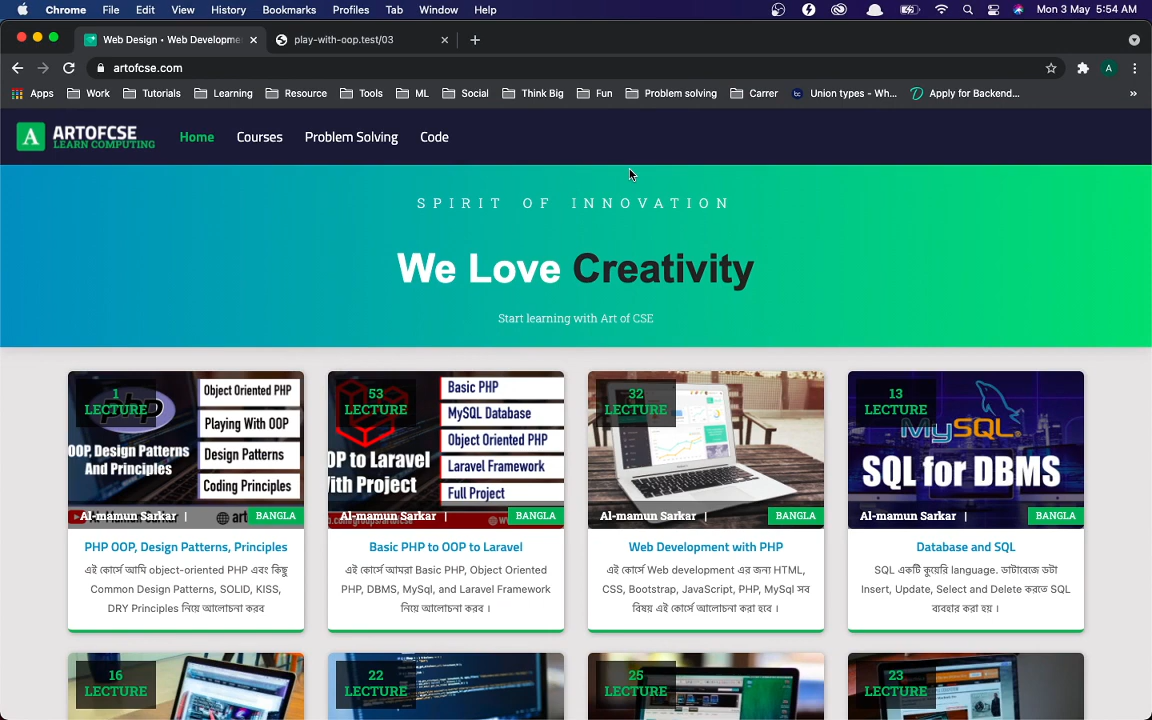 Chrome File Edit View History Bookmarks Profiles Tab Window Help Mon 3 May 5:54 AM
Web Design • Web Developme play-with-oop.test/03
artofcse.com A
Apps Work Tutorials Learning Resource Tools ML Social Think Big Fun Problem solving Carrer Union types - Wh... Apply for Backend... »
A ARTOFCSE
LEARN COMPUTING
Home Courses Problem Solving Code
SPIRIT OF INNOVATION
We Love Creativity
Start learning with Art of CSE
1
LECTURE
php
Object Oriented PHP
Playing With OOP
Design Patterns
Coding Principles
OOP, Design Patterns
And Principles
Al-mamun Sarkar |
BANGLA
PHP OOP, Design Patterns, Principles
এই কোর্সে আমি object-oriented PHP এবং কিছু
Common Design Patterns, SOLID, KISS,
DRY Principles নিয়ে আলোচনা করব
53
LECTURE
Basic PHP
MySQL Database
Object Oriented PHP
Laravel Framework
Full Project
OP to Laravel
With Project
Al-mamun Sarkar |
BANGLA
Basic PHP to OOP to Laravel
এই কোর্সে আমরা Basic PHP, Object Oriented
PHP, DBMS, MySql, and Laravel Framework
নিয়ে আলোচনা করব ।
32
LECTURE
Al-mamun Sarkar |
BANGLA
Web Development with PHP
এই কোর্সে web development এর জন্য HTML,
CSS, Bootstrap, JavaScript, PHP, MySql সব
বিষয় এই কোর্সে আলোচনা করা হবে ।
13
LECTURE
MySQL
SQL for DBMS
Al-mamun Sarkar |
BANGLA
Database and SQL
SQL একটি কুয়েরি language. ডাটাবেজে ডটা
Insert, Update, Select and Delete করতে SQL
ব্যবহার করা হয় ।
16
LECTURE
22
LECTURE
25
LECTURE
23
LECTURE